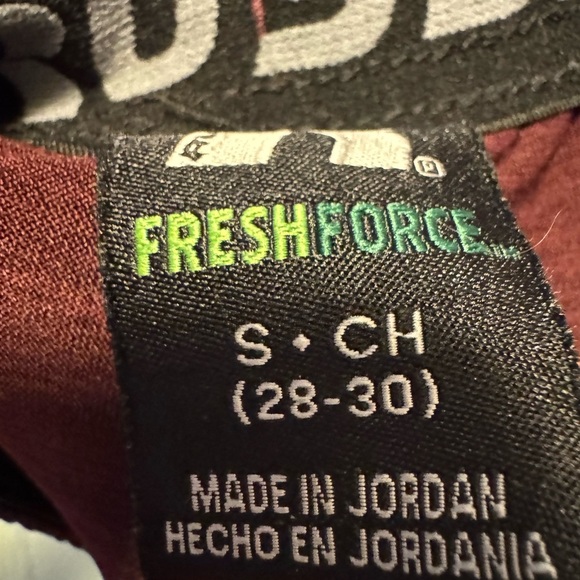 FRESHFORCE
S • CH
(28-30)
MADE IN JORDAN
HECHO EN JORDANIA